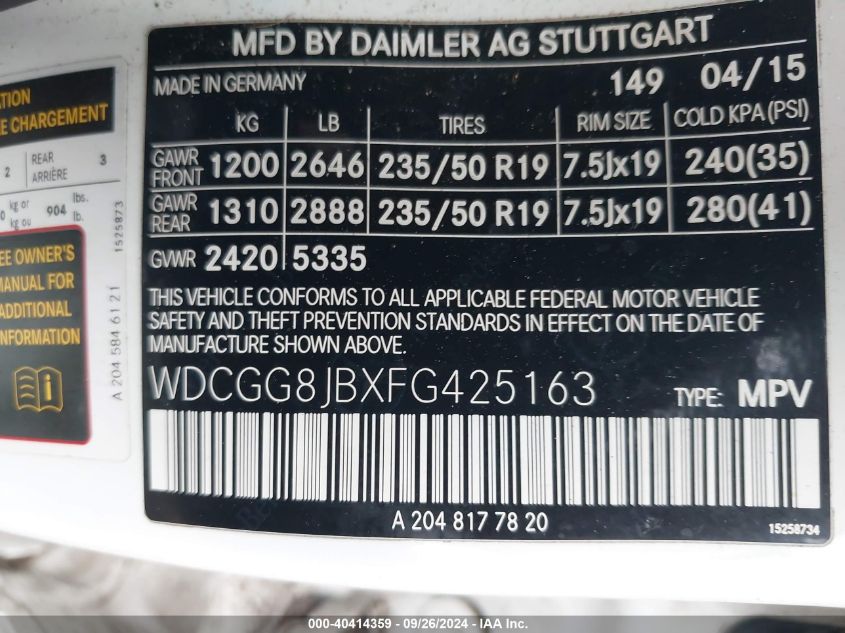 MFD BY DAIMLER AG STUTTGART
MADE IN GERMANY 149 04/15
KG LB TIRES RIM SIZE COLD KPA (PSI)
GAWR FRONT 1200 2646 235/50 R19 7.5Jx19 240(35)
GAWR REAR 1310 2888 235/50 R19 7.5Jx19 280(41)
GVWR 2420 5335
THIS VEHICLE CONFORMS TO ALL APPLICABLE FEDERAL MOTOR VEHICLE
SAFETY AND THEFT PREVENTION STANDARDS IN EFFECT ON THE DATE OF
MANUFACTURE SHOWN ABOVE.
WDCGG8JBXFG425163 TYPE: MPV
A 204 817 78 20
15258734
CHARGEMENT
2 REAR 3
ARRIÈRE
kg or 904 lbs.
kg ou lb.
OWNER'S
MANUAL FOR
ADDITIONAL
INFORMATION
A 204 584 61 21
1525873
000-40414359 - 09/26/2024 - IAA Inc.